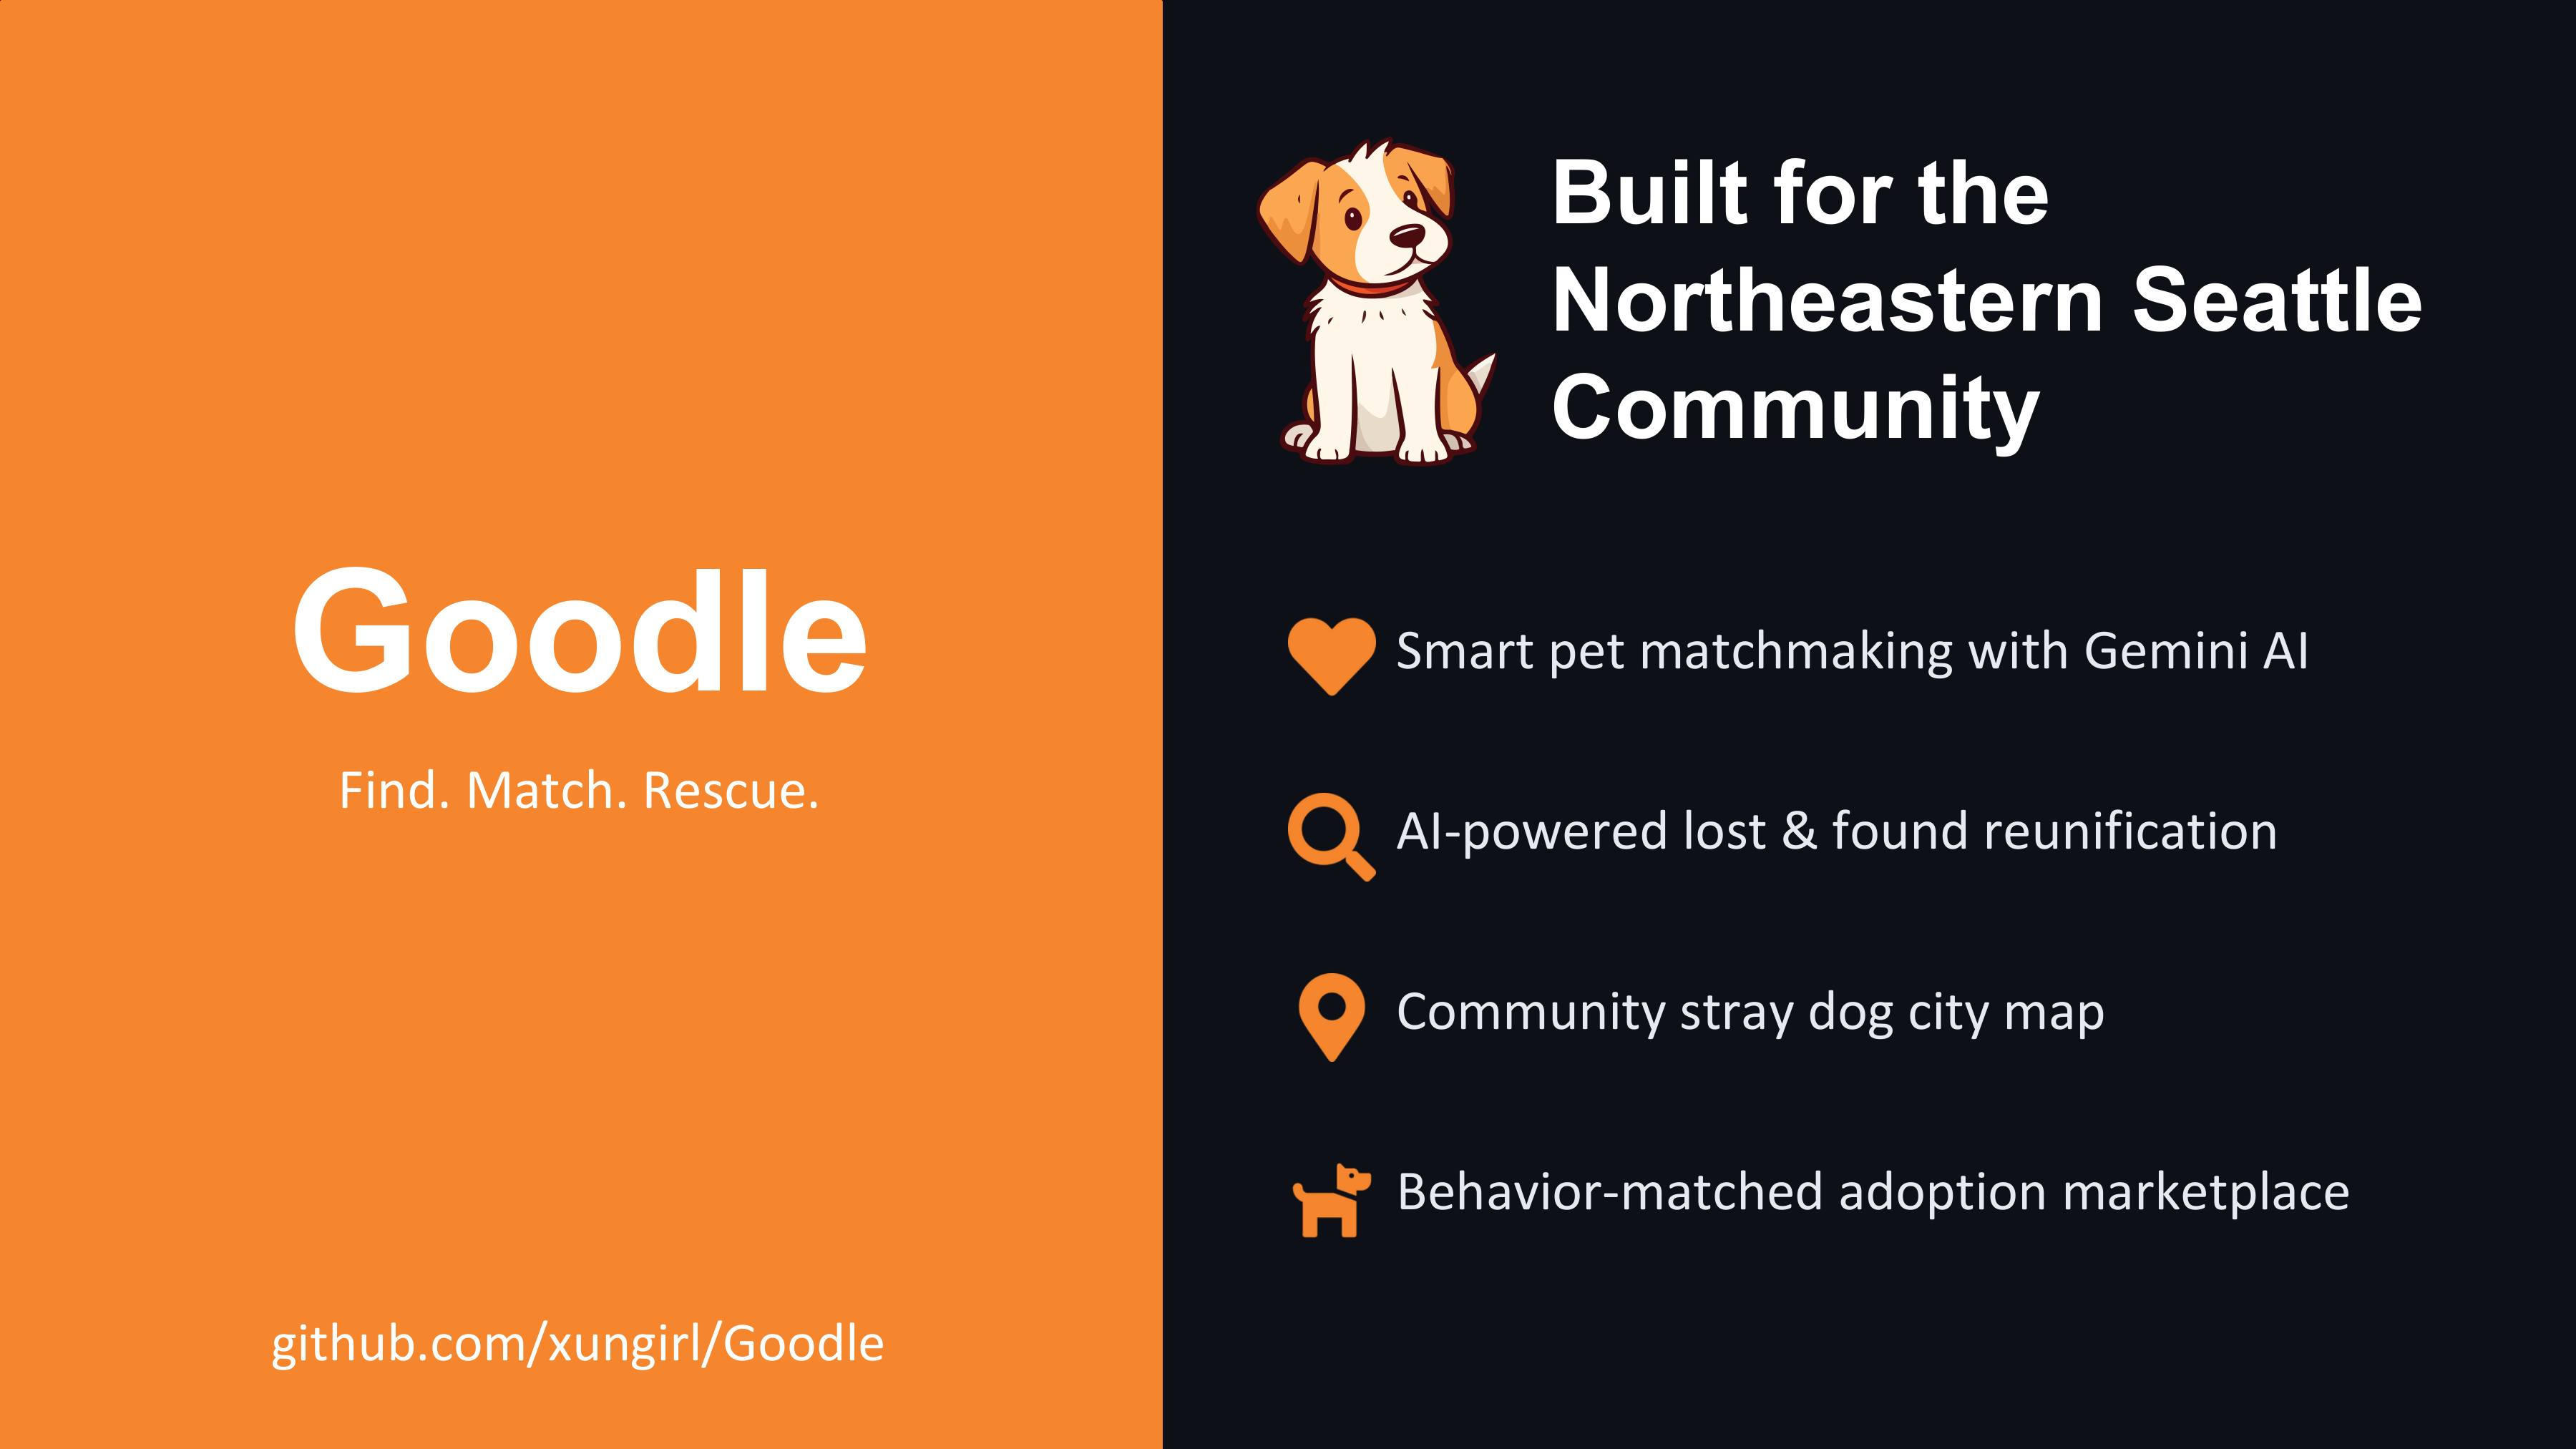 Goodle
Find. Match. Rescue.
github.com/xungirl/Goodle
Built for the
Northeastern Seattle
Community
Smart pet matchmaking with Gemini AI
AI-powered lost & found reunification
Community stray dog city map
Behavior-matched adoption marketplace